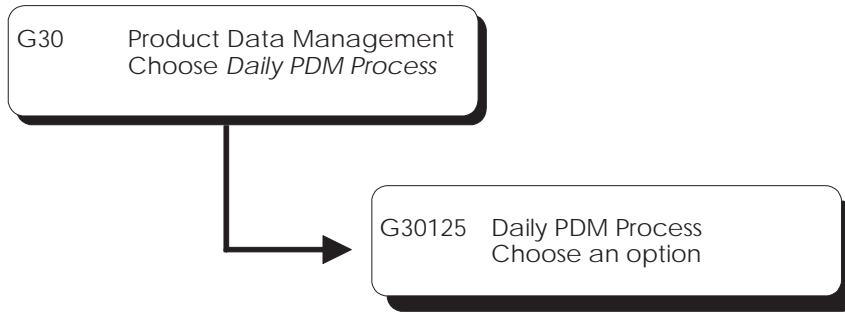 G30 Product Data Management
Choose Daily PDM Process
G30125 Daily PDM Process
Choose an option